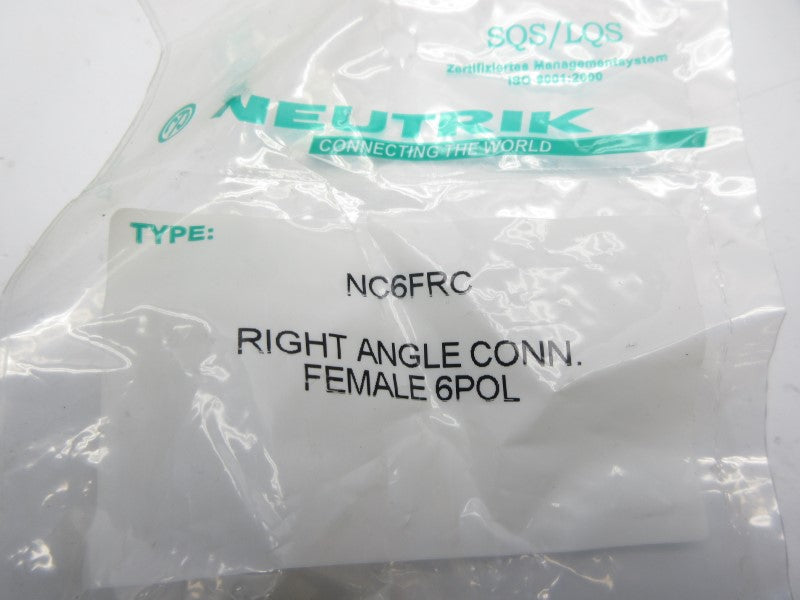 SQS/LQS
Zertifiziertes Managementsystem
ISO 9001:2000
NEUTRIK
CONNECTING THE WORLD
TYPE:
NC6FRC
RIGHT ANGLE CONN.
FEMALE 6POL